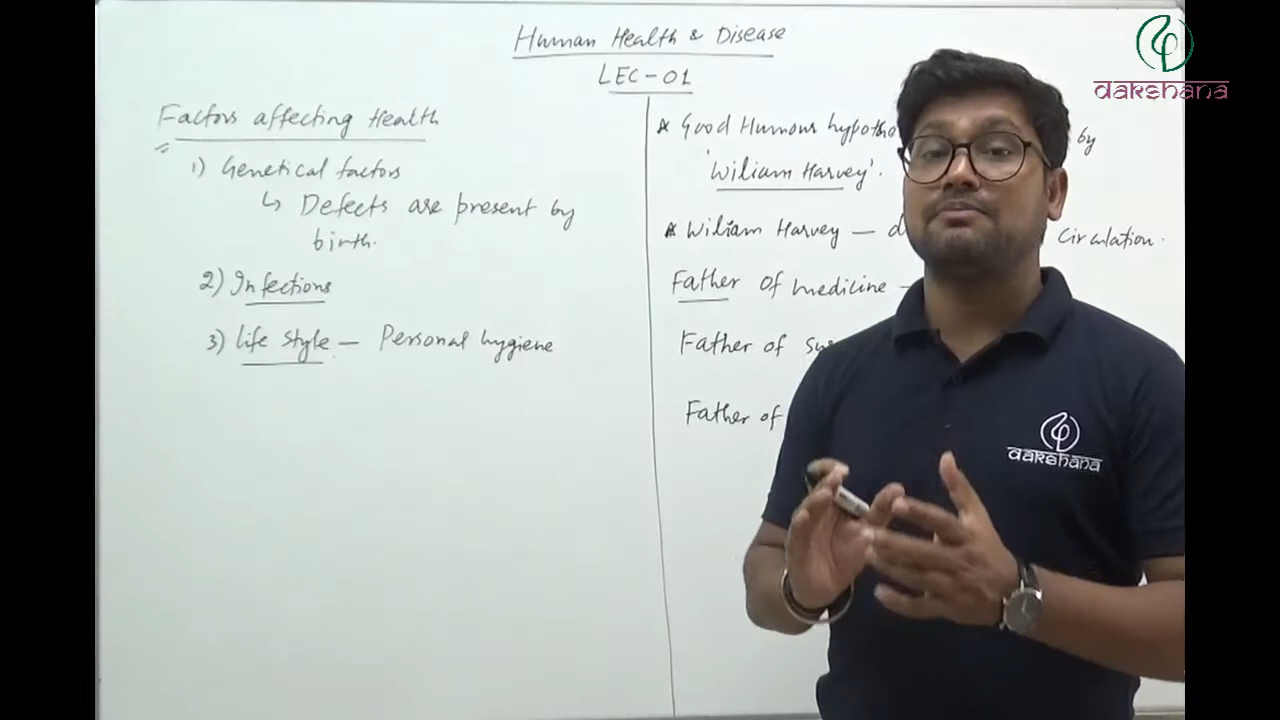 Human Health & Disease
LEC-01
Factors affecting Health
1) Genetical factors
↳ Defects are present by
birth.
2) Infections
3) life style — Personal hygiene
* Good Humours by
'Wiliam Harvey'.
* Wiliam Harvey — Circulation.
Father of medicine —
Father of
Father of
dakshana
dakshana